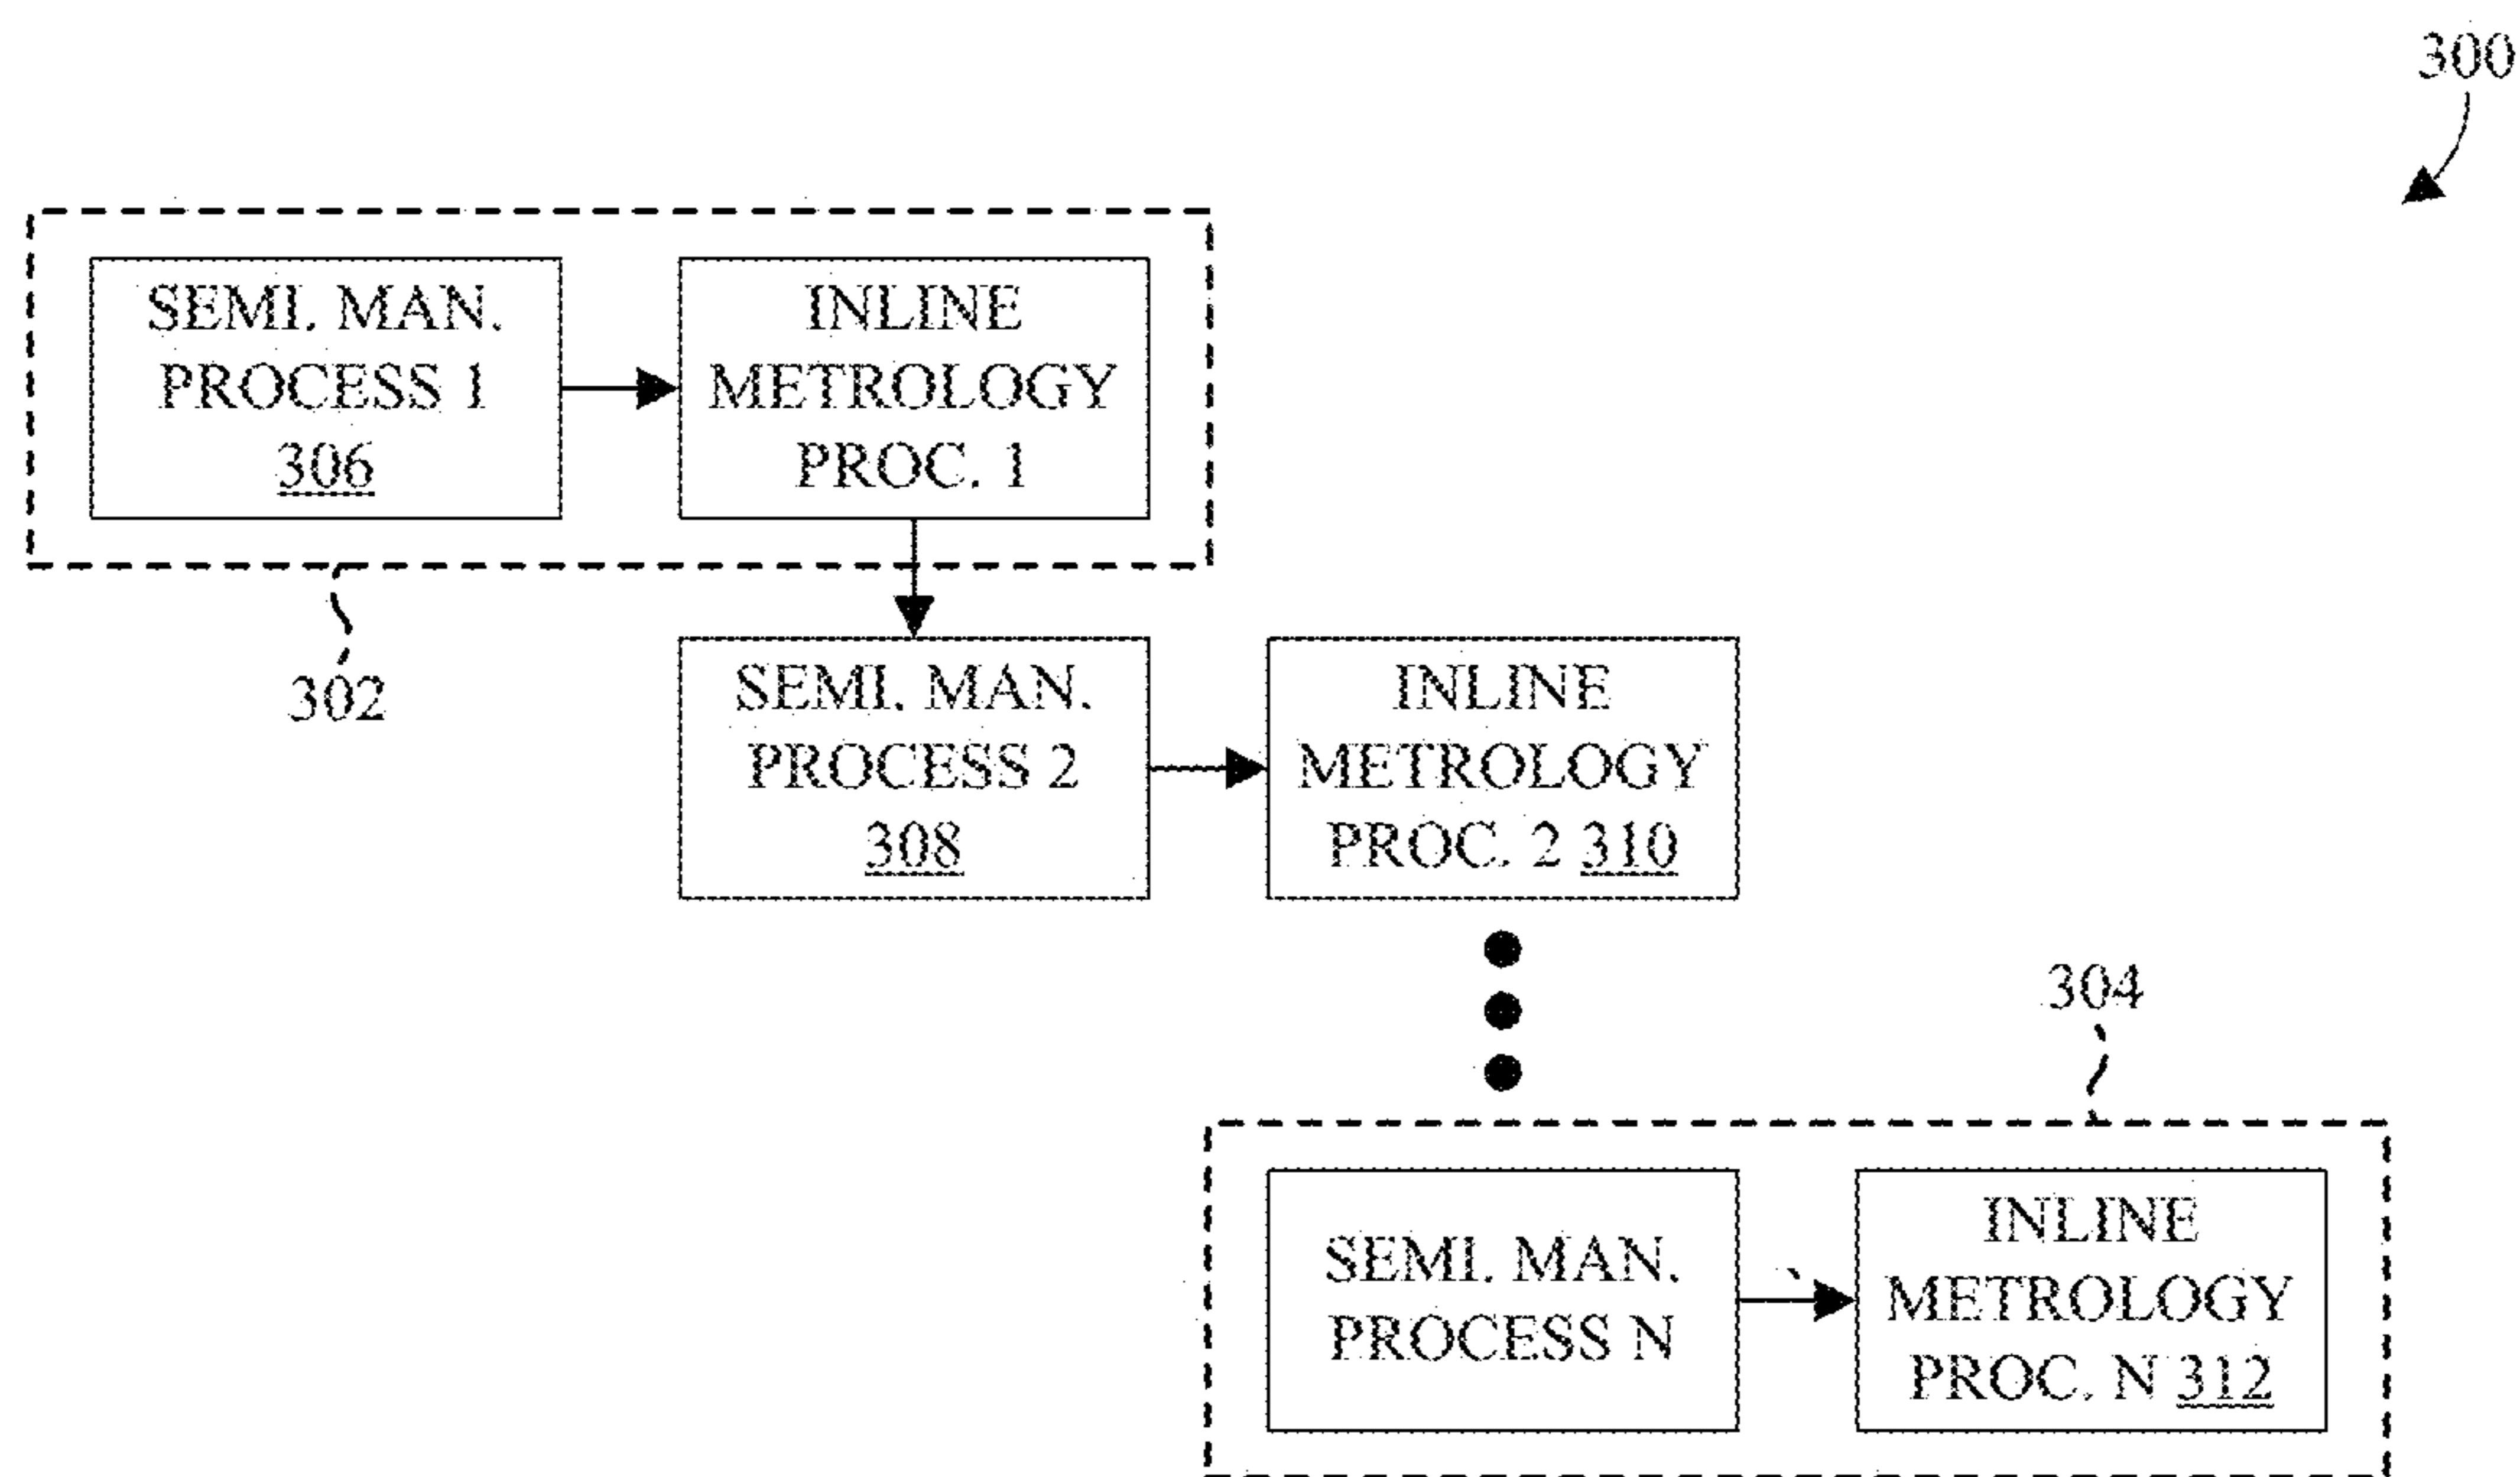 300
SEMI. MAN.
PROCESS 1
306
INLINE
METROLOGY
PROC. 1
302
SEMI. MAN.
PROCESS 2
308
INLINE
METROLOGY
PROC. 2 310
304
SEMI. MAN.
PROCESS N
INLINE
METROLOGY
PROC. N 312